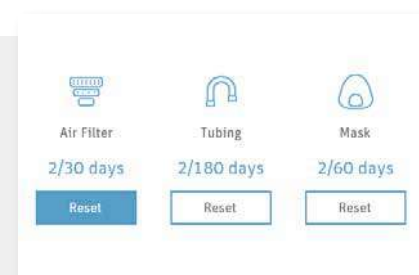 Air Filter Tubing Mask
2/30 days 2/180 days 2/60 days
Reset Reset Reset